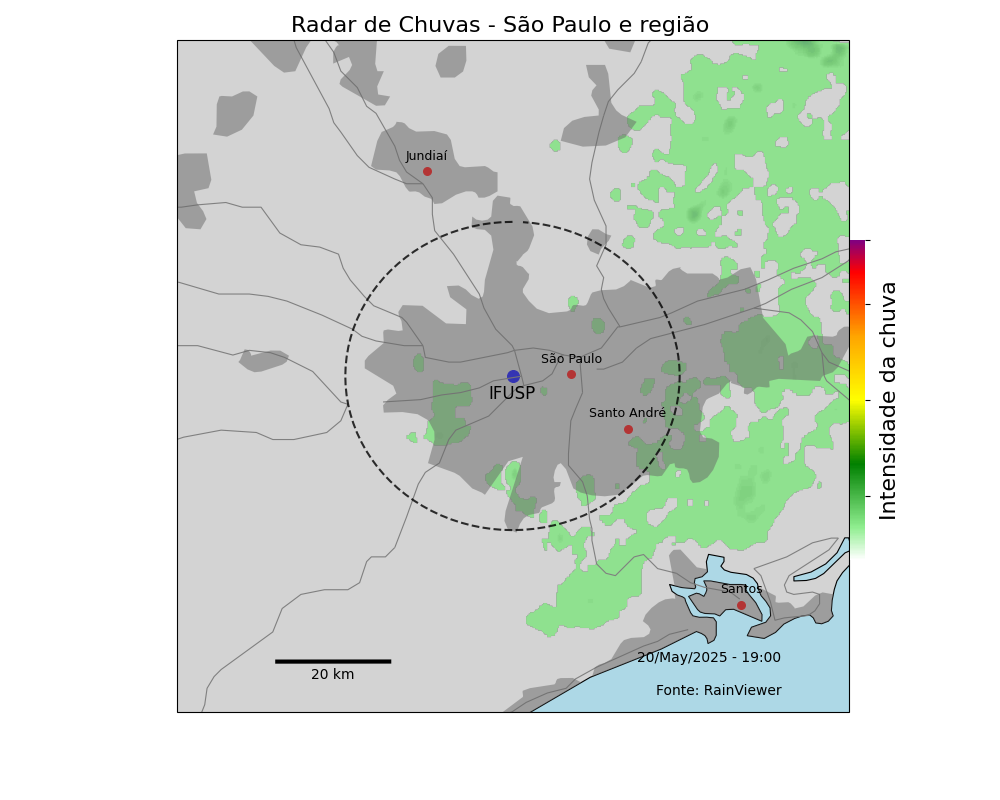 Radar de Chuvas - São Paulo e região
Jundiaí
São Paulo
IFUSP
Santo André
Santos
20 km
20/May/2025 - 19:00
Fonte: RainViewer
Intensidade da chuva